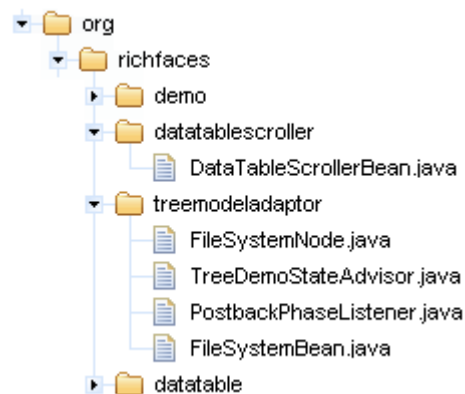 org
richfaces
demo
datatablescroller
DataTableScrollerBean.java
treemodeladaptor
FileSystemNode.java
TreeDemoStateAdvisor.java
PostbackPhaseListener.java
FileSystemBean.java
datatable